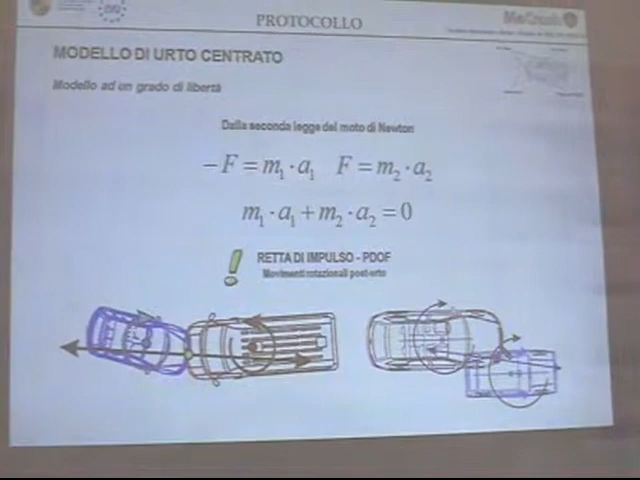 PROTOCOLLO
MeCrash
MODELLO DI URTO CENTRATO
Modello ad un grado di libertà
Dalla seconda legge del moto di Newton
−F = m₁·a₁  F = m₂·a₂
m₁·a₁ + m₂·a₂ = 0
! RETTA DI IMPULSO - PDOF
Movimenti rotazionali post-urto